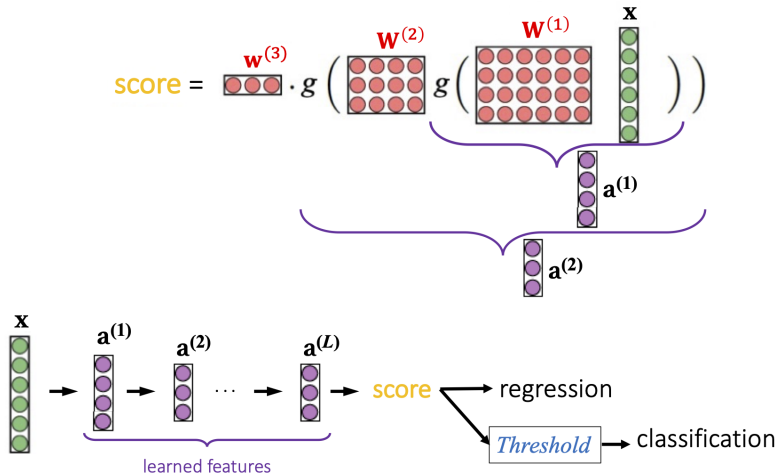 score = w⁽³⁾ · g ( W⁽²⁾ g ( W⁽¹⁾ x ) )
a⁽¹⁾
a⁽²⁾
x a⁽¹⁾ a⁽²⁾ ... a⁽ᴸ⁾ score regression
Threshold classification
learned features